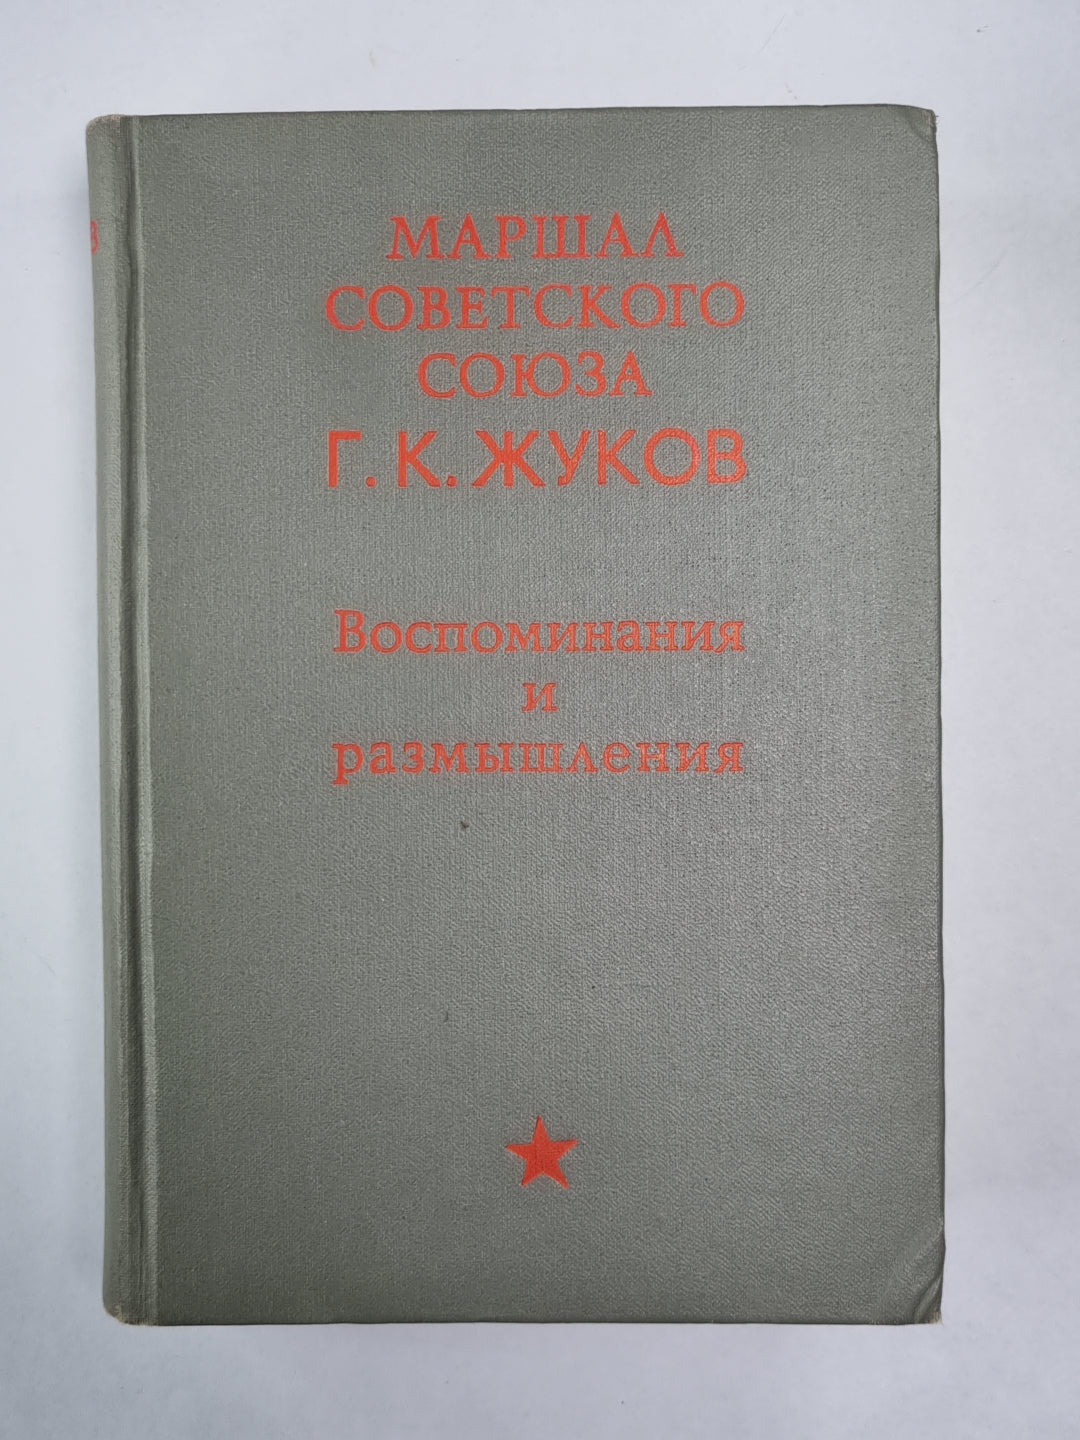 МАРШАЛ
СОВЕТСКОГО
СОЮЗА
Г. К. ЖУКОВ
Воспоминания
и
размышления
В